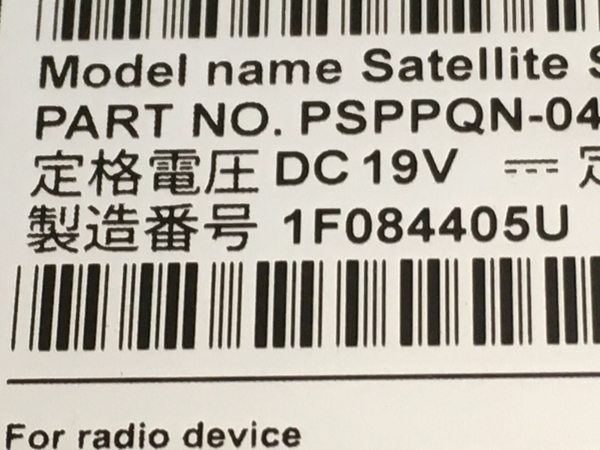 Model name Satellite S
PART NO. PSPPQN-04
定格電圧 DC 19V ⎓ 定
製造番号 1F084405U
For radio device